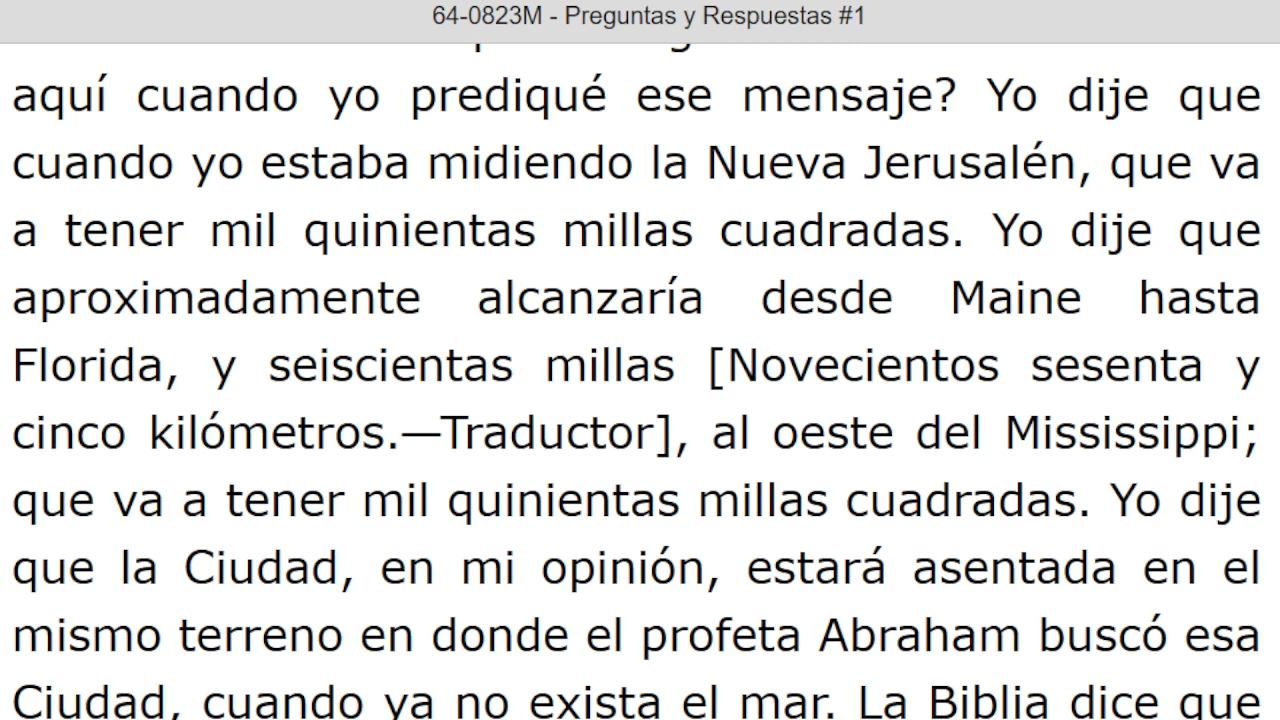 64-0823M - Preguntas y Respuestas #1
aquí cuando yo prediqué ese mensaje? Yo dije que
cuando yo estaba midiendo la Nueva Jerusalén, que va
a tener mil quinientas millas cuadradas. Yo dije que
aproximadamente alcanzaría desde Maine hasta
Florida, y seiscientas millas [Novecientos sesenta y
cinco kilómetros.—Traductor], al oeste del Mississippi;
que va a tener mil quinientas millas cuadradas. Yo dije
que la Ciudad, en mi opinión, estará asentada en el
mismo terreno en donde el profeta Abraham buscó esa
Ciudad, cuando ya no exista el mar. La Biblia dice que